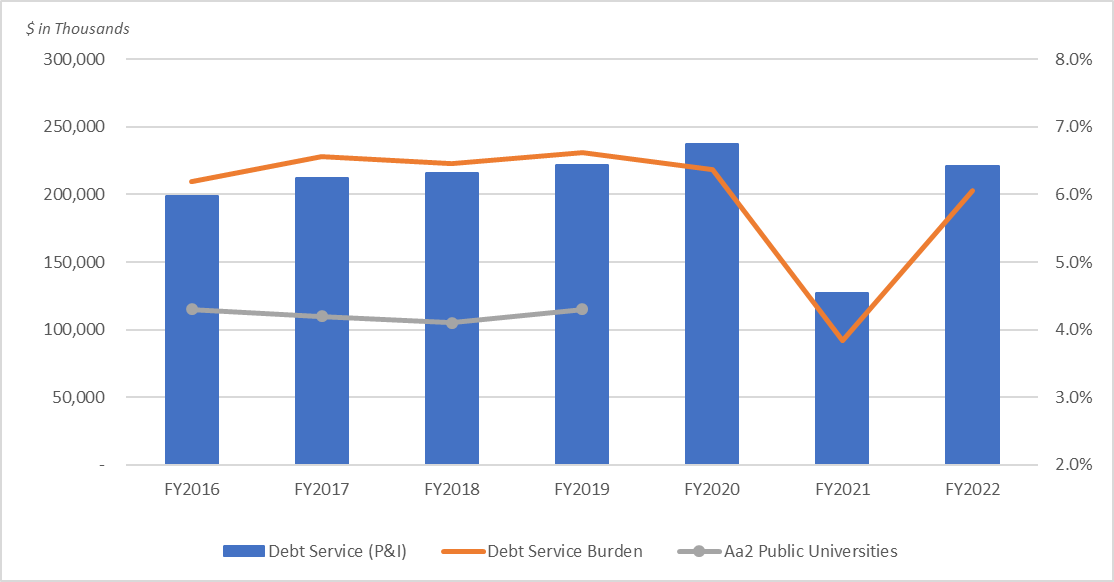 $ in Thousands
300,000 8.0%
250,000 7.0%
200,000 6.0%
150,000 5.0%
100,000 4.0%
50,000 3.0%
- 2.0%
FY2016 FY2017 FY2018 FY2019 FY2020 FY2021 FY2022
Debt Service (P&I) Debt Service Burden Aa2 Public Universities